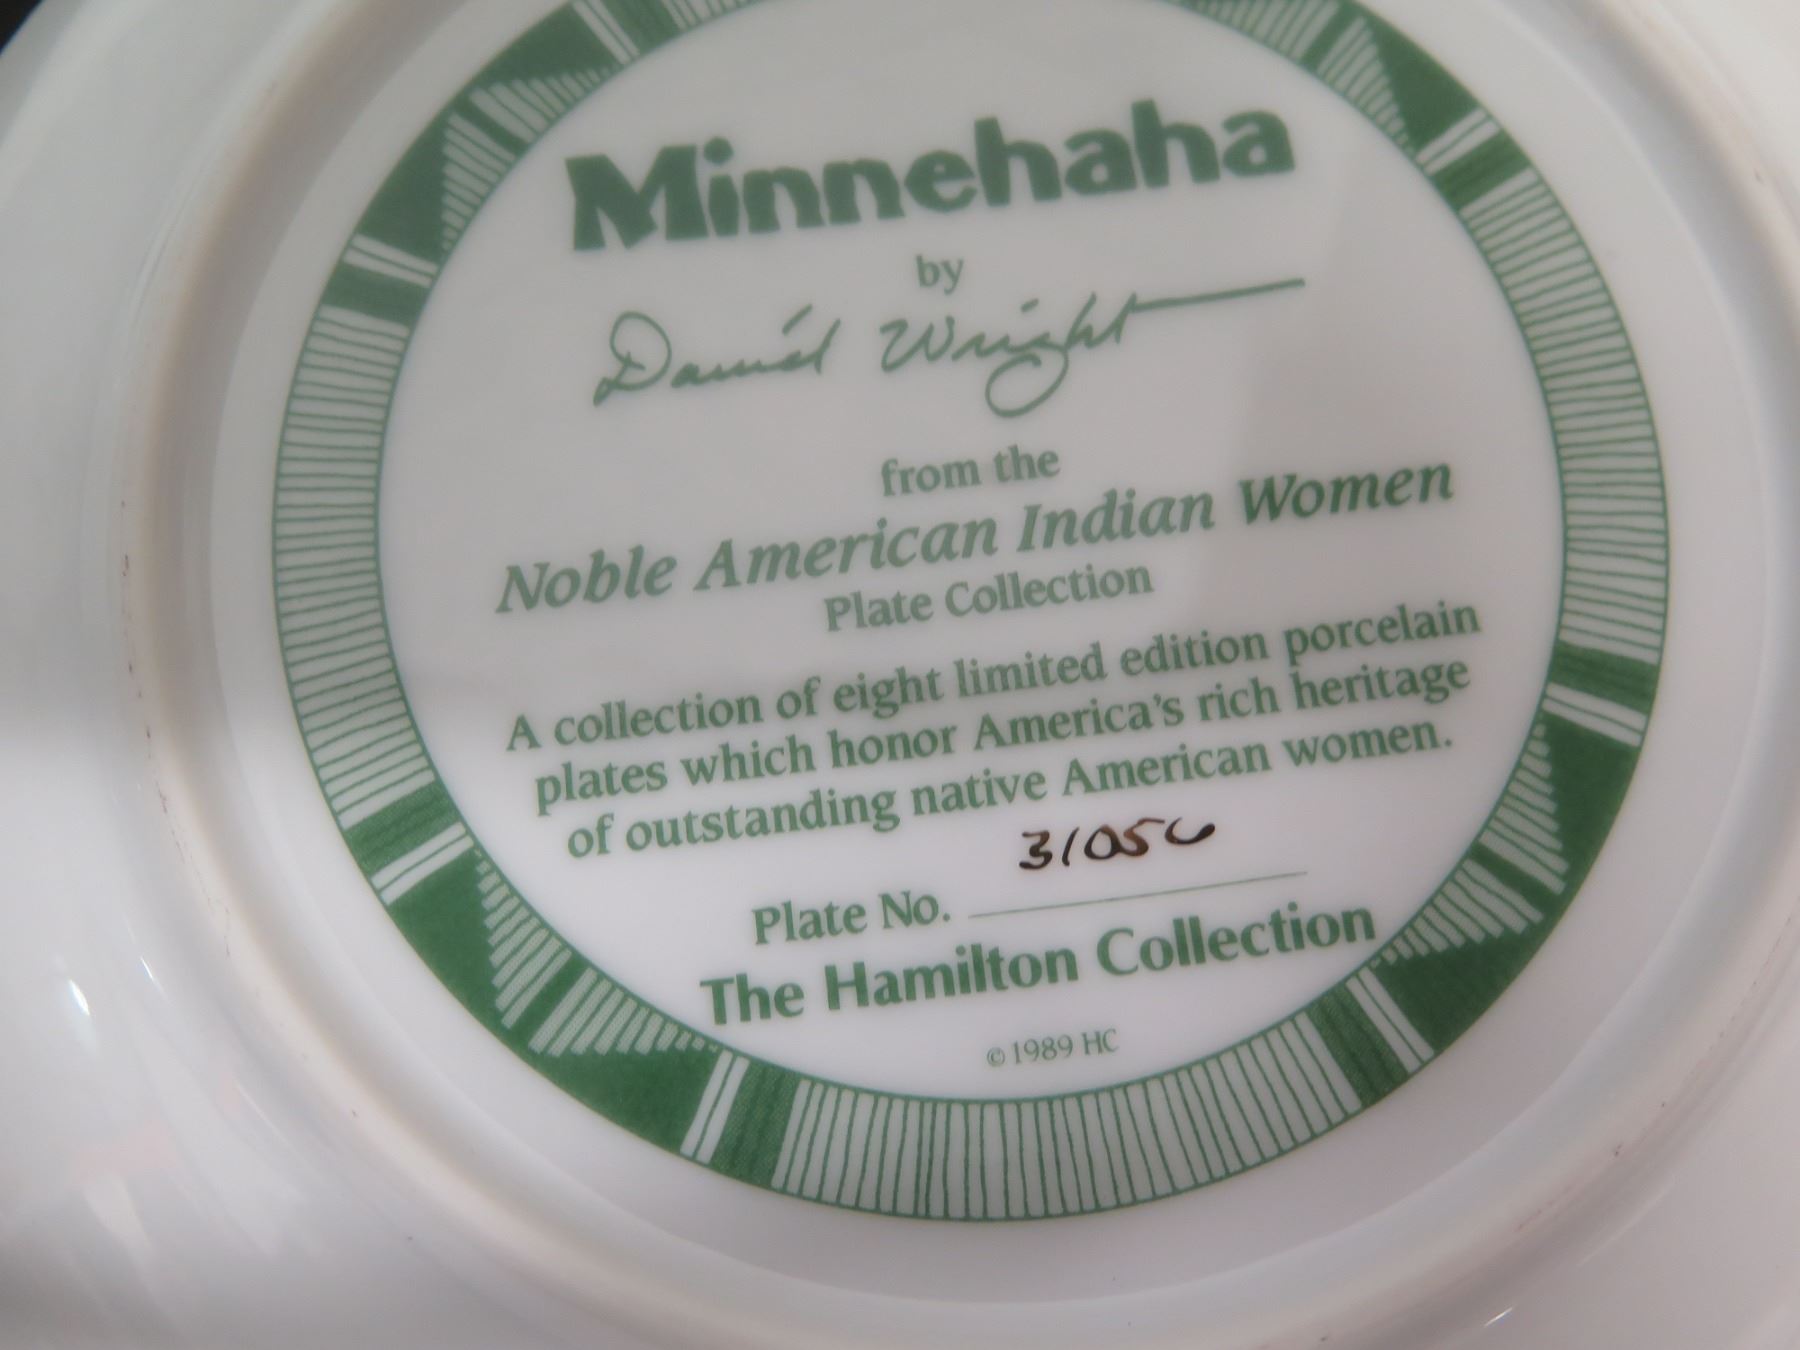 Minnehaha
by
David Wright
from the
Noble American Indian Women
Plate Collection
A collection of eight limited edition porcelain
plates which honor America's rich heritage
of outstanding native American women.
Plate No. 31056
The Hamilton Collection
© 1989 HC